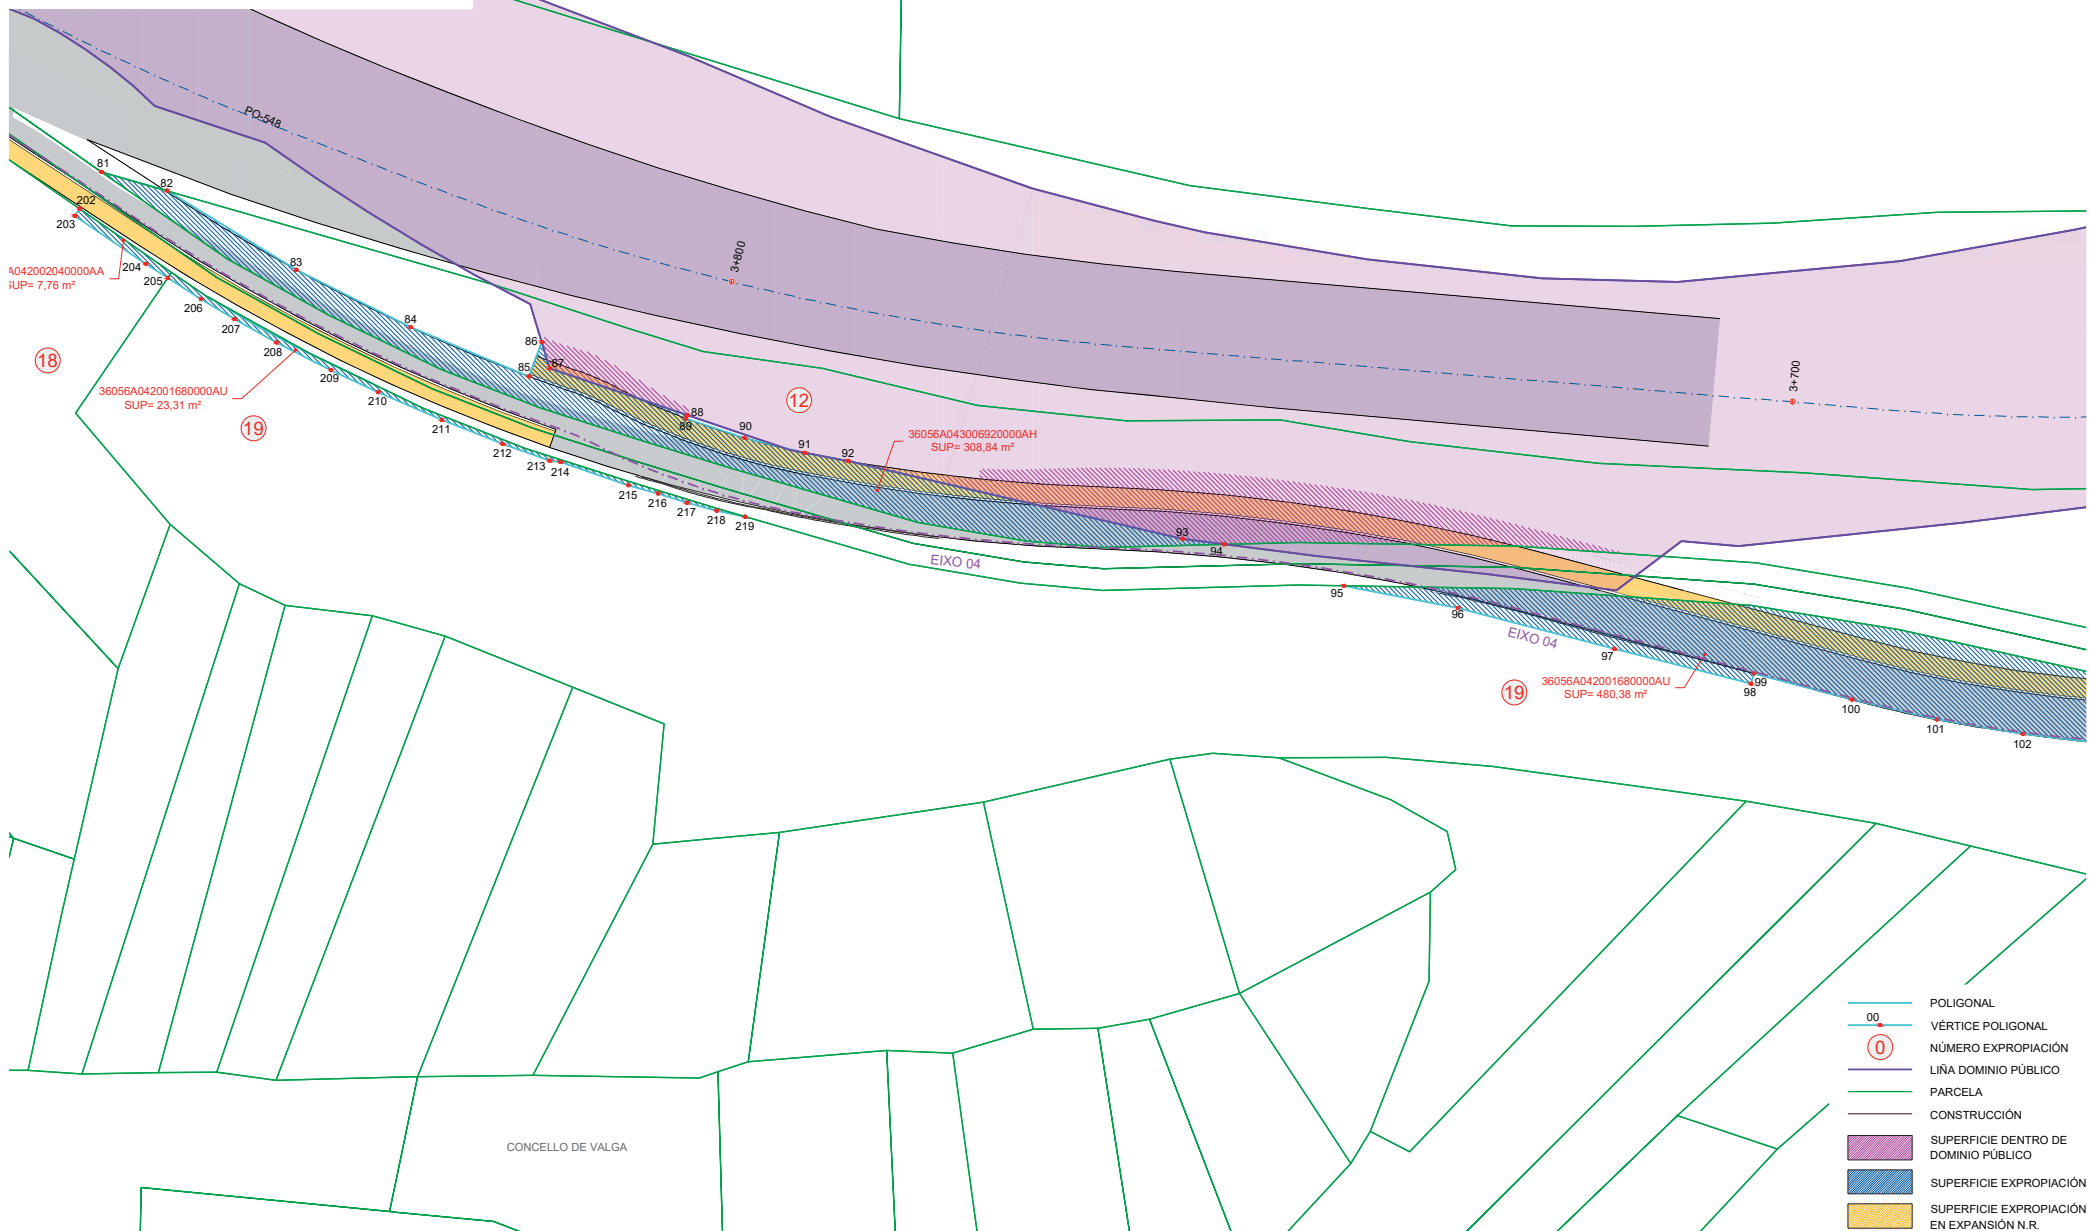 PO-548
81
82
202
203
83
3+800
A042002040000AA
SUP= 7,76 m²
204
205
206
207
84
86
208
18
85
87
209
3+700
36056A042001680000AU
SUP= 23,31 m²
210
12
88
89
211
19
90
36056A043006920000AH
SUP= 308,84 m²
91
92
212
213
214
215
216
217
218
219
93
94
EIXO 04
95
96
EIXO 04
97
36056A042001680000AU
SUP= 480,38 m²
19
99
98
100
101
102
POLIGONAL
00
VÉRTICE POLIGONAL
0
NÚMERO EXPROPIACIÓN
LIÑA DOMINIO PÚBLICO
PARCELA
CONSTRUCCIÓN
SUPERFICIE DENTRO DE
DOMINIO PÚBLICO
SUPERFICIE EXPROPIACIÓN
SUPERFICIE EXPROPIACIÓN
EN EXPANSIÓN N.R.
CONCELLO DE VALGA